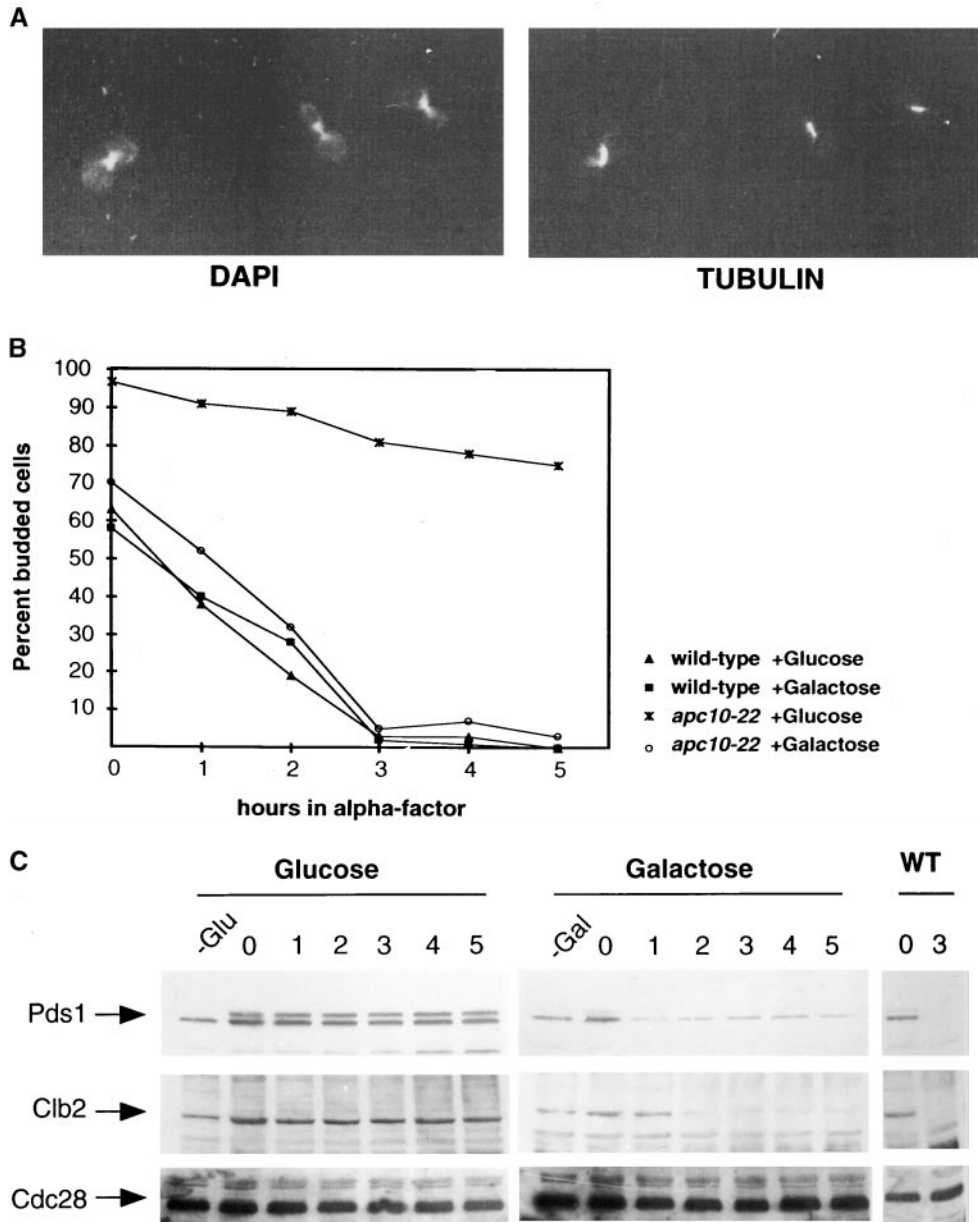 A
DAPI TUBULIN
B
Percent budded cells
100
90
80
70
60
50
40
30
20
10
0 1 2 3 4 5
hours in alpha-factor
wild-type +Glucose
wild-type +Galactose
apc10-22 +Glucose
apc10-22 +Galactose
C
Glucose Galactose WT
-Glu 0 1 2 3 4 5 -Gal 0 1 2 3 4 5 0 3
Pds1
Clb2
Cdc28